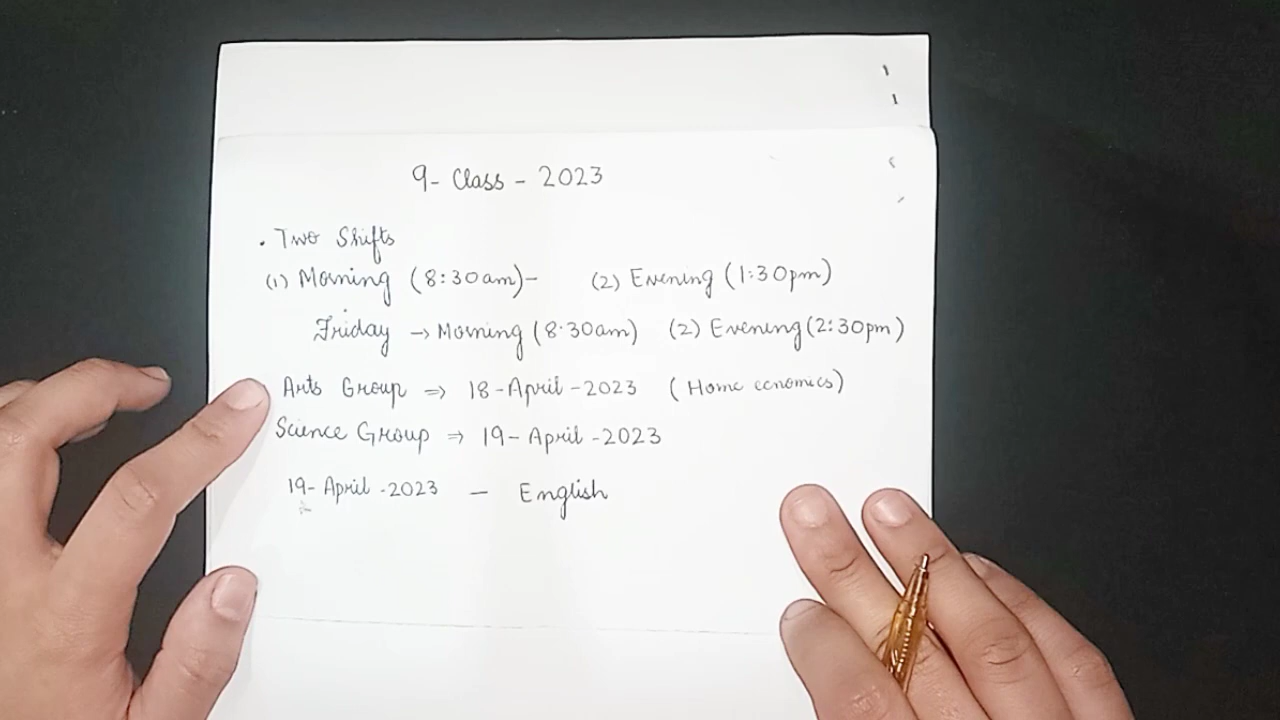 9- Class - 2023
. Two Shifts
(1) Morning (8:30am)- (2) Evening (1:30pm)
Friday → Morning (8:30am) (2) Evening (2:30pm)
Arts Group ⇒ 18-April-2023 (Home ecnomics)
Science Group ⇒ 19-April-2023
19-April-2023 - English